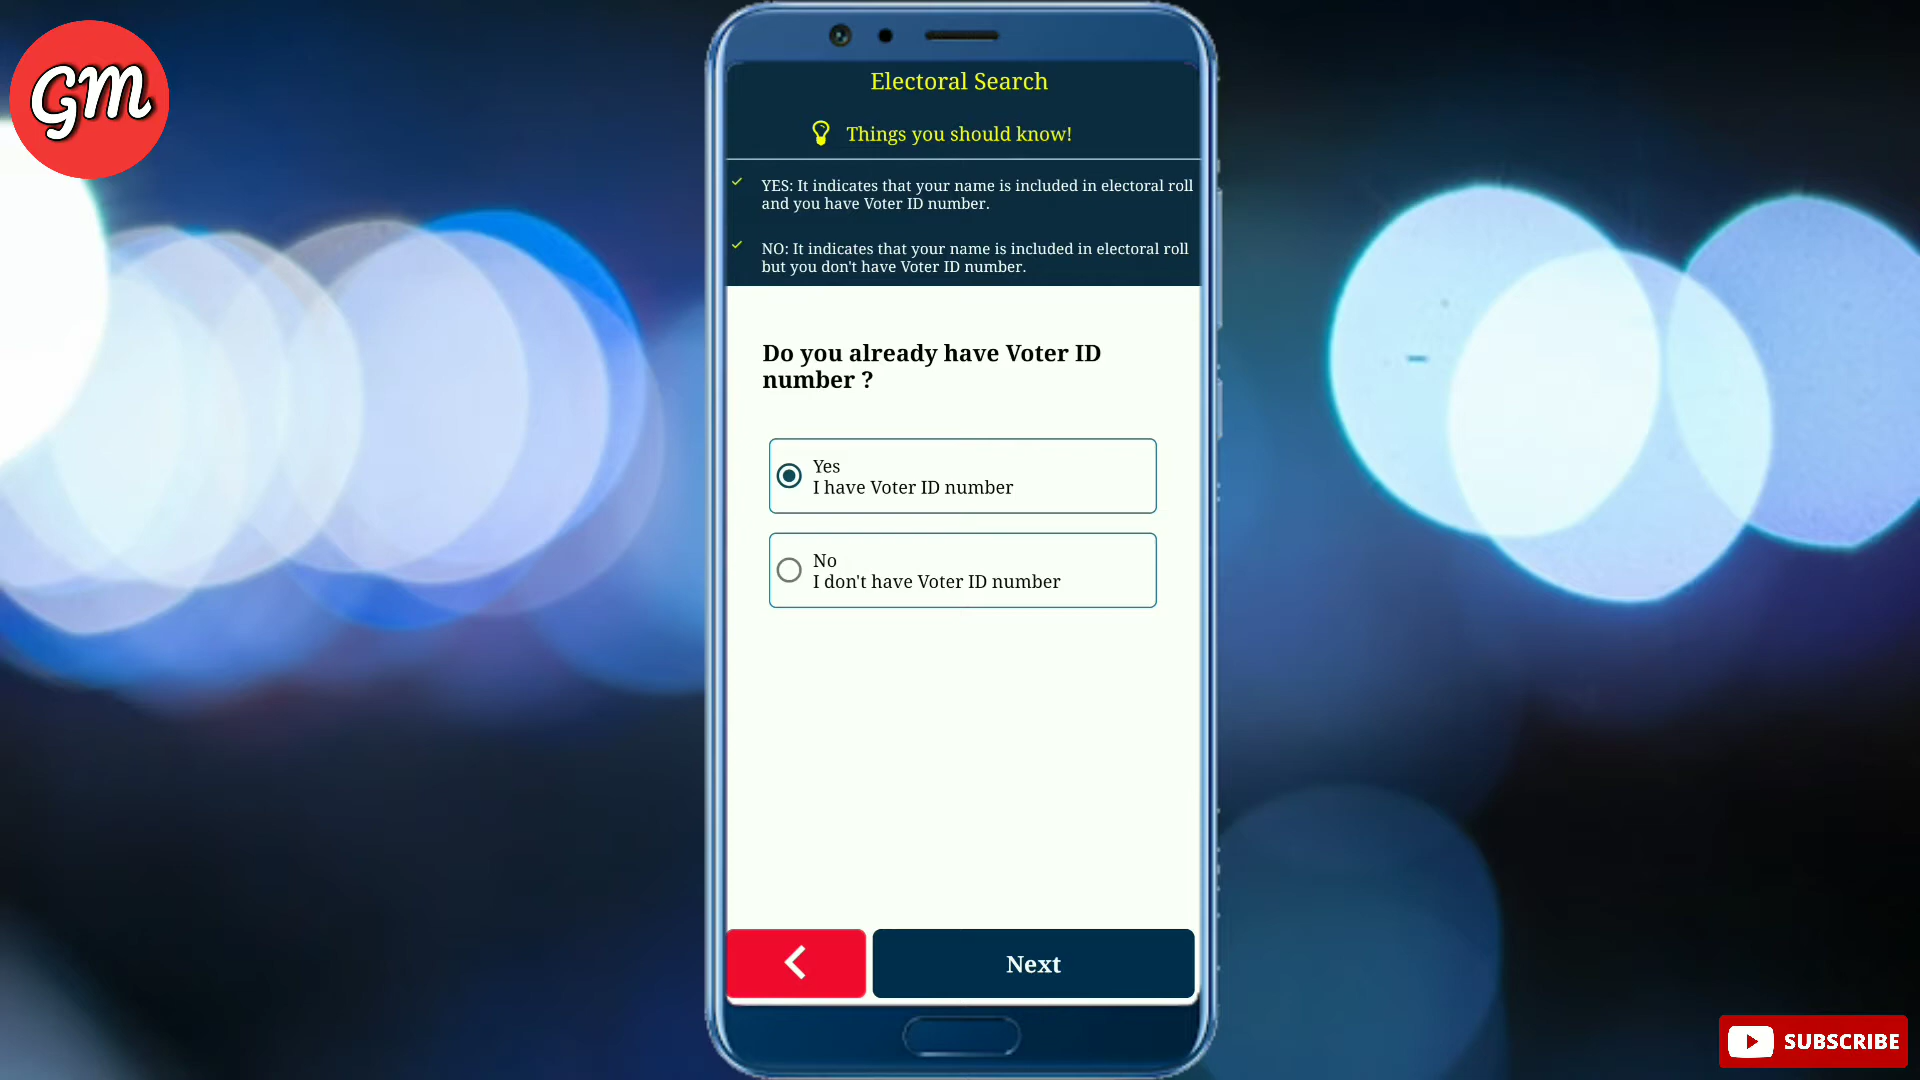 GM
Electoral Search
Things you should know!
YES: It indicates that your name is included in electoral roll
and you have Voter ID number.
NO: It indicates that your name is included in electoral roll
but you don't have Voter ID number.
Do you already have Voter ID
number ?
Yes
I have Voter ID number
No
I don't have Voter ID number
Next
SUBSCRIBE